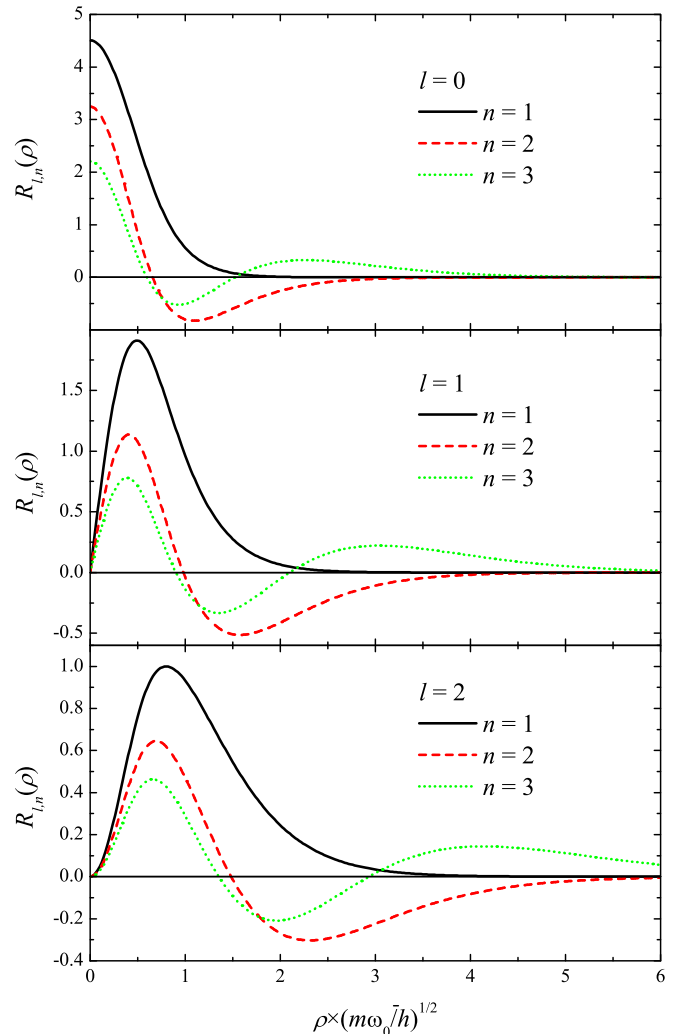 5
4
3
2
1
0
R_{l,n}(ρ)
l = 0
n = 1
n = 2
n = 3
1.5
1.0
0.5
0.0
-0.5
R_{l,n}(ρ)
l = 1
n = 1
n = 2
n = 3
1.0
0.8
0.6
0.4
0.2
0.0
-0.2
-0.4
R_{l,n}(ρ)
l = 2
n = 1
n = 2
n = 3
0 1 2 3 4 5 6
ρ×(mω₀/h̄)^{1/2}